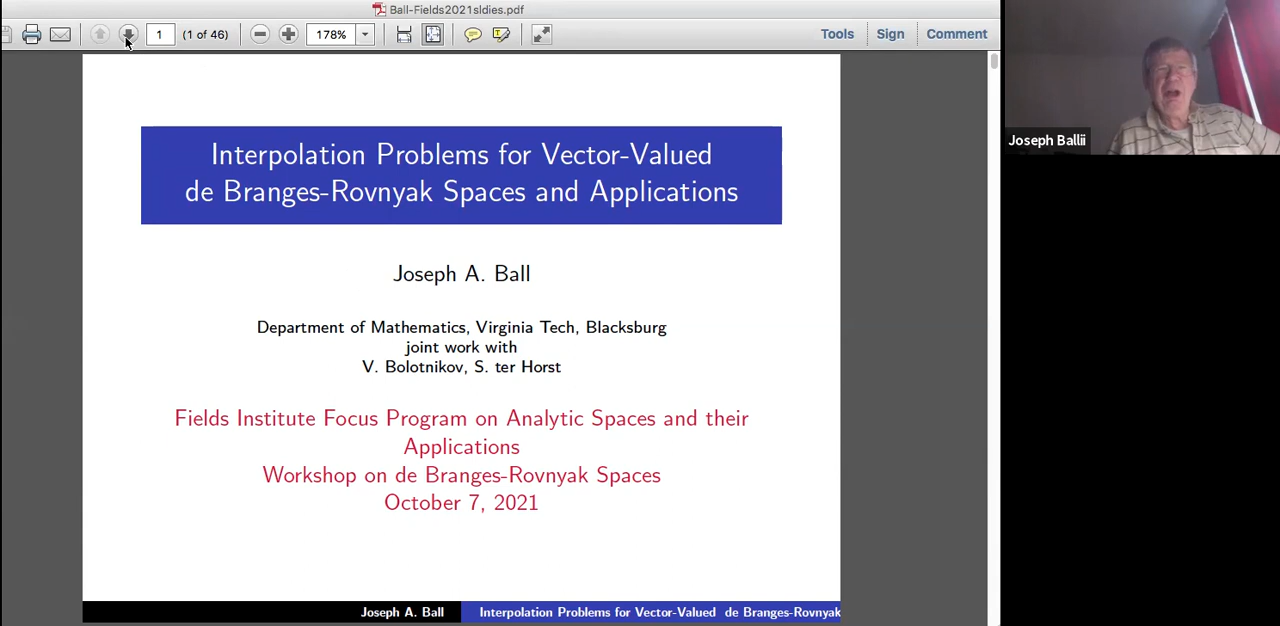 Ball-Fields2021sldies.pdf
1 (1 of 46) 178% Tools Sign Comment
Interpolation Problems for Vector-Valued
de Branges-Rovnyak Spaces and Applications
Joseph A. Ball
Department of Mathematics, Virginia Tech, Blacksburg
joint work with
V. Bolotnikov, S. ter Horst
Fields Institute Focus Program on Analytic Spaces and their
Applications
Workshop on de Branges-Rovnyak Spaces
October 7, 2021
Joseph A. Ball Interpolation Problems for Vector-Valued de Branges-Rovnyak
Joseph Ballii